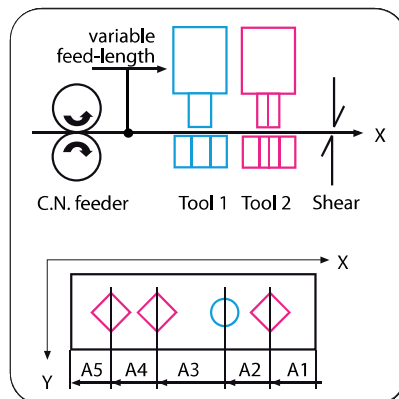 variable
feed-length
X
C.N. feeder Tool 1 Tool 2 Shear
X
Y
A5 A4 A3 A2 A1